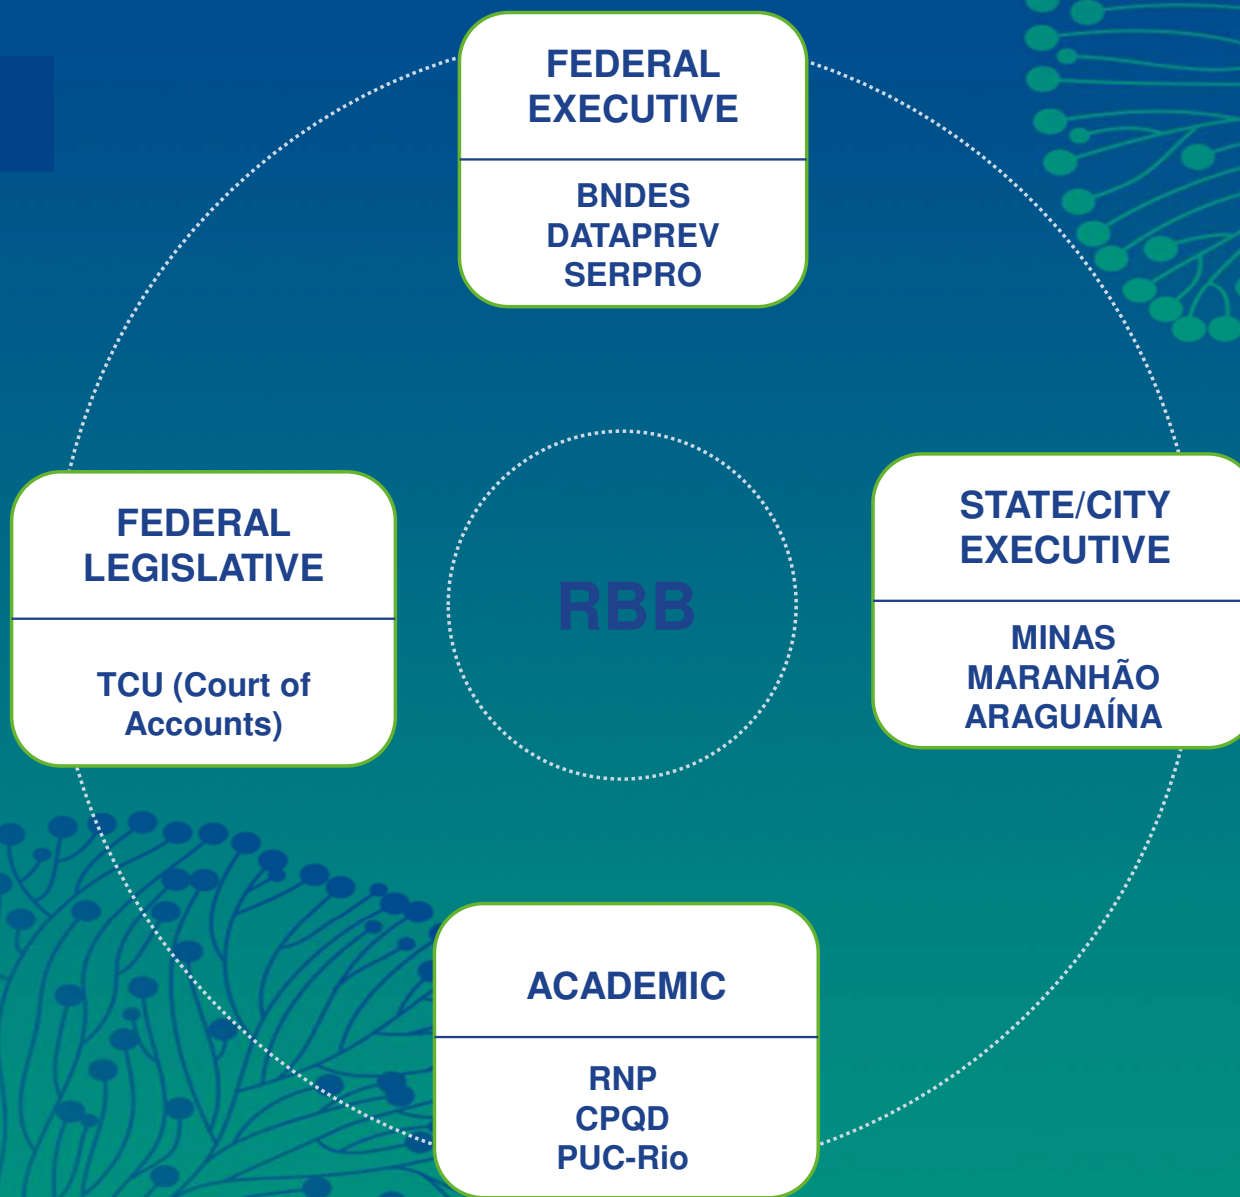 FEDERAL
EXECUTIVE
BNDES
DATAPREV
SERPRO
FEDERAL
LEGISLATIVE
TCU (Court of
Accounts)
RBB
STATE/CITY
EXECUTIVE
MINAS
MARANHÃO
ARAGUAÍNA
ACADEMIC
RNP
CPQD
PUC-Rio